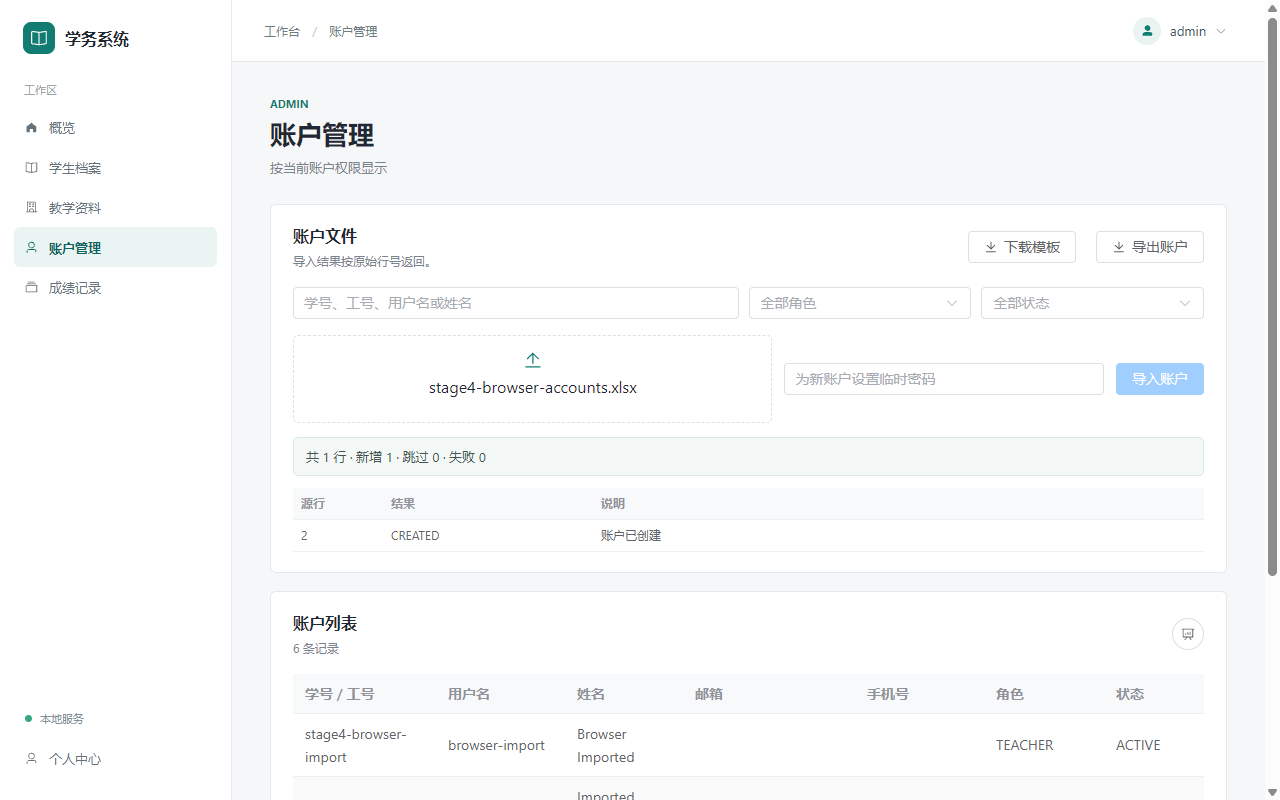 学务系统
工作台 / 账户管理
admin
工作区
概览
学生档案
教学资料
账户管理
成绩记录
本地服务
个人中心
ADMIN
账户管理
按当前账户权限显示
账户文件
导入结果按原始行号返回。
下载模板
导出账户
学号、工号、用户名或姓名
全部角色
全部状态
stage4-browser-accounts.xlsx
为新账户设置临时密码
导入账户
共 1 行 · 新增 1 · 跳过 0 · 失败 0
源行 结果 说明
2 CREATED 账户已创建
账户列表
6 条记录
学号 / 工号 用户名 姓名 邮箱 手机号 角色 状态
stage4-browser-import browser-import Browser Imported TEACHER ACTIVE
Imported